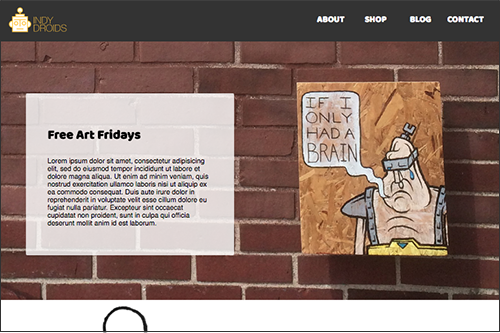 INDY
DROIDS
ABOUT
SHOP
BLOG
CONTACT
Free Art Fridays
Lorem ipsum dolor sit amet, consectetur adipisicing
elit, sed do eiusmod tempor incididunt ut labore et
dolore magna aliqua. Ut enim ad minim veniam, quis
nostrud exercitation ullamco laboris nisi ut aliquip ex
ea commodo consequat. Duis aute irure dolor in
reprehenderit in voluptate velit esse cillum dolore eu
fugiat nulla pariatur. Excepteur sint occaecat
cupidatat non proident, sunt in culpa qui officia
deserunt mollit anim id est laborum.
IF I
ONLY
HAD A
BRAIN